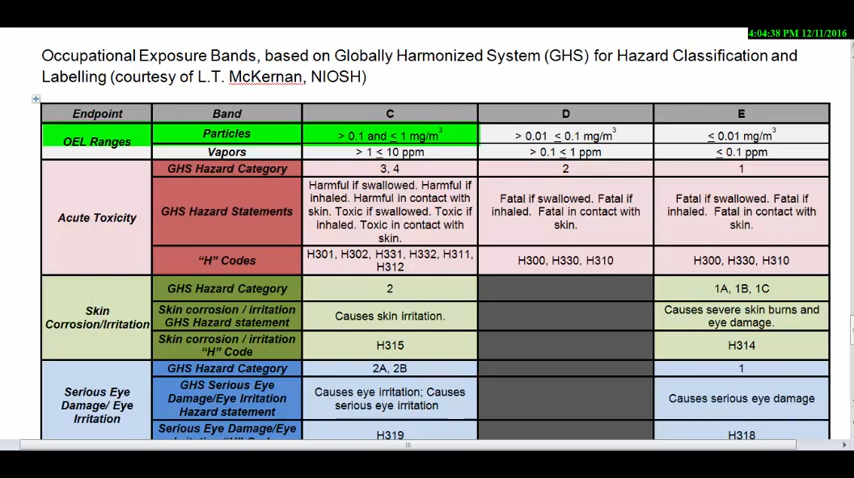 4:04:38 PM 12/11/2016
Occupational Exposure Bands, based on Globally Harmonized System (GHS) for Hazard Classification and
Labelling (courtesy of L.T. McKernan, NIOSH)
Endpoint Band C D E
OEL Ranges
Particles > 0.1 and ≤ 1 mg/m³ > 0.01 ≤ 0.1 mg/m³ ≤ 0.01 mg/m³
Vapors > 1 ≤ 10 ppm > 0.1 ≤ 1 ppm ≤ 0.1 ppm
Acute Toxicity
GHS Hazard Category 3, 4 2 1
GHS Hazard Statements
Harmful if swallowed. Harmful if
inhaled. Harmful in contact with
skin. Toxic if swallowed. Toxic if
inhaled. Toxic in contact with
skin.
Fatal if swallowed. Fatal if
inhaled. Fatal in contact with
skin.
Fatal if swallowed. Fatal if
inhaled. Fatal in contact with
skin.
“H” Codes
H301, H302, H331, H332, H311,
H312
H300, H330, H310
H300, H330, H310
Skin
Corrosion/Irritation
GHS Hazard Category 2 1A, 1B, 1C
Skin corrosion / irritation
GHS Hazard statement
Causes skin irritation.
Causes severe skin burns and
eye damage.
Skin corrosion / irritation
“H” Code
H315
H314
Serious Eye
Damage/ Eye
Irritation
GHS Hazard Category 2A, 2B 1
GHS Serious Eye
Damage/Eye Irritation
Hazard statement
Causes eye irritation; Causes
serious eye irritation
Causes serious eye damage
Serious Eye Damage/Eye
H319
H318